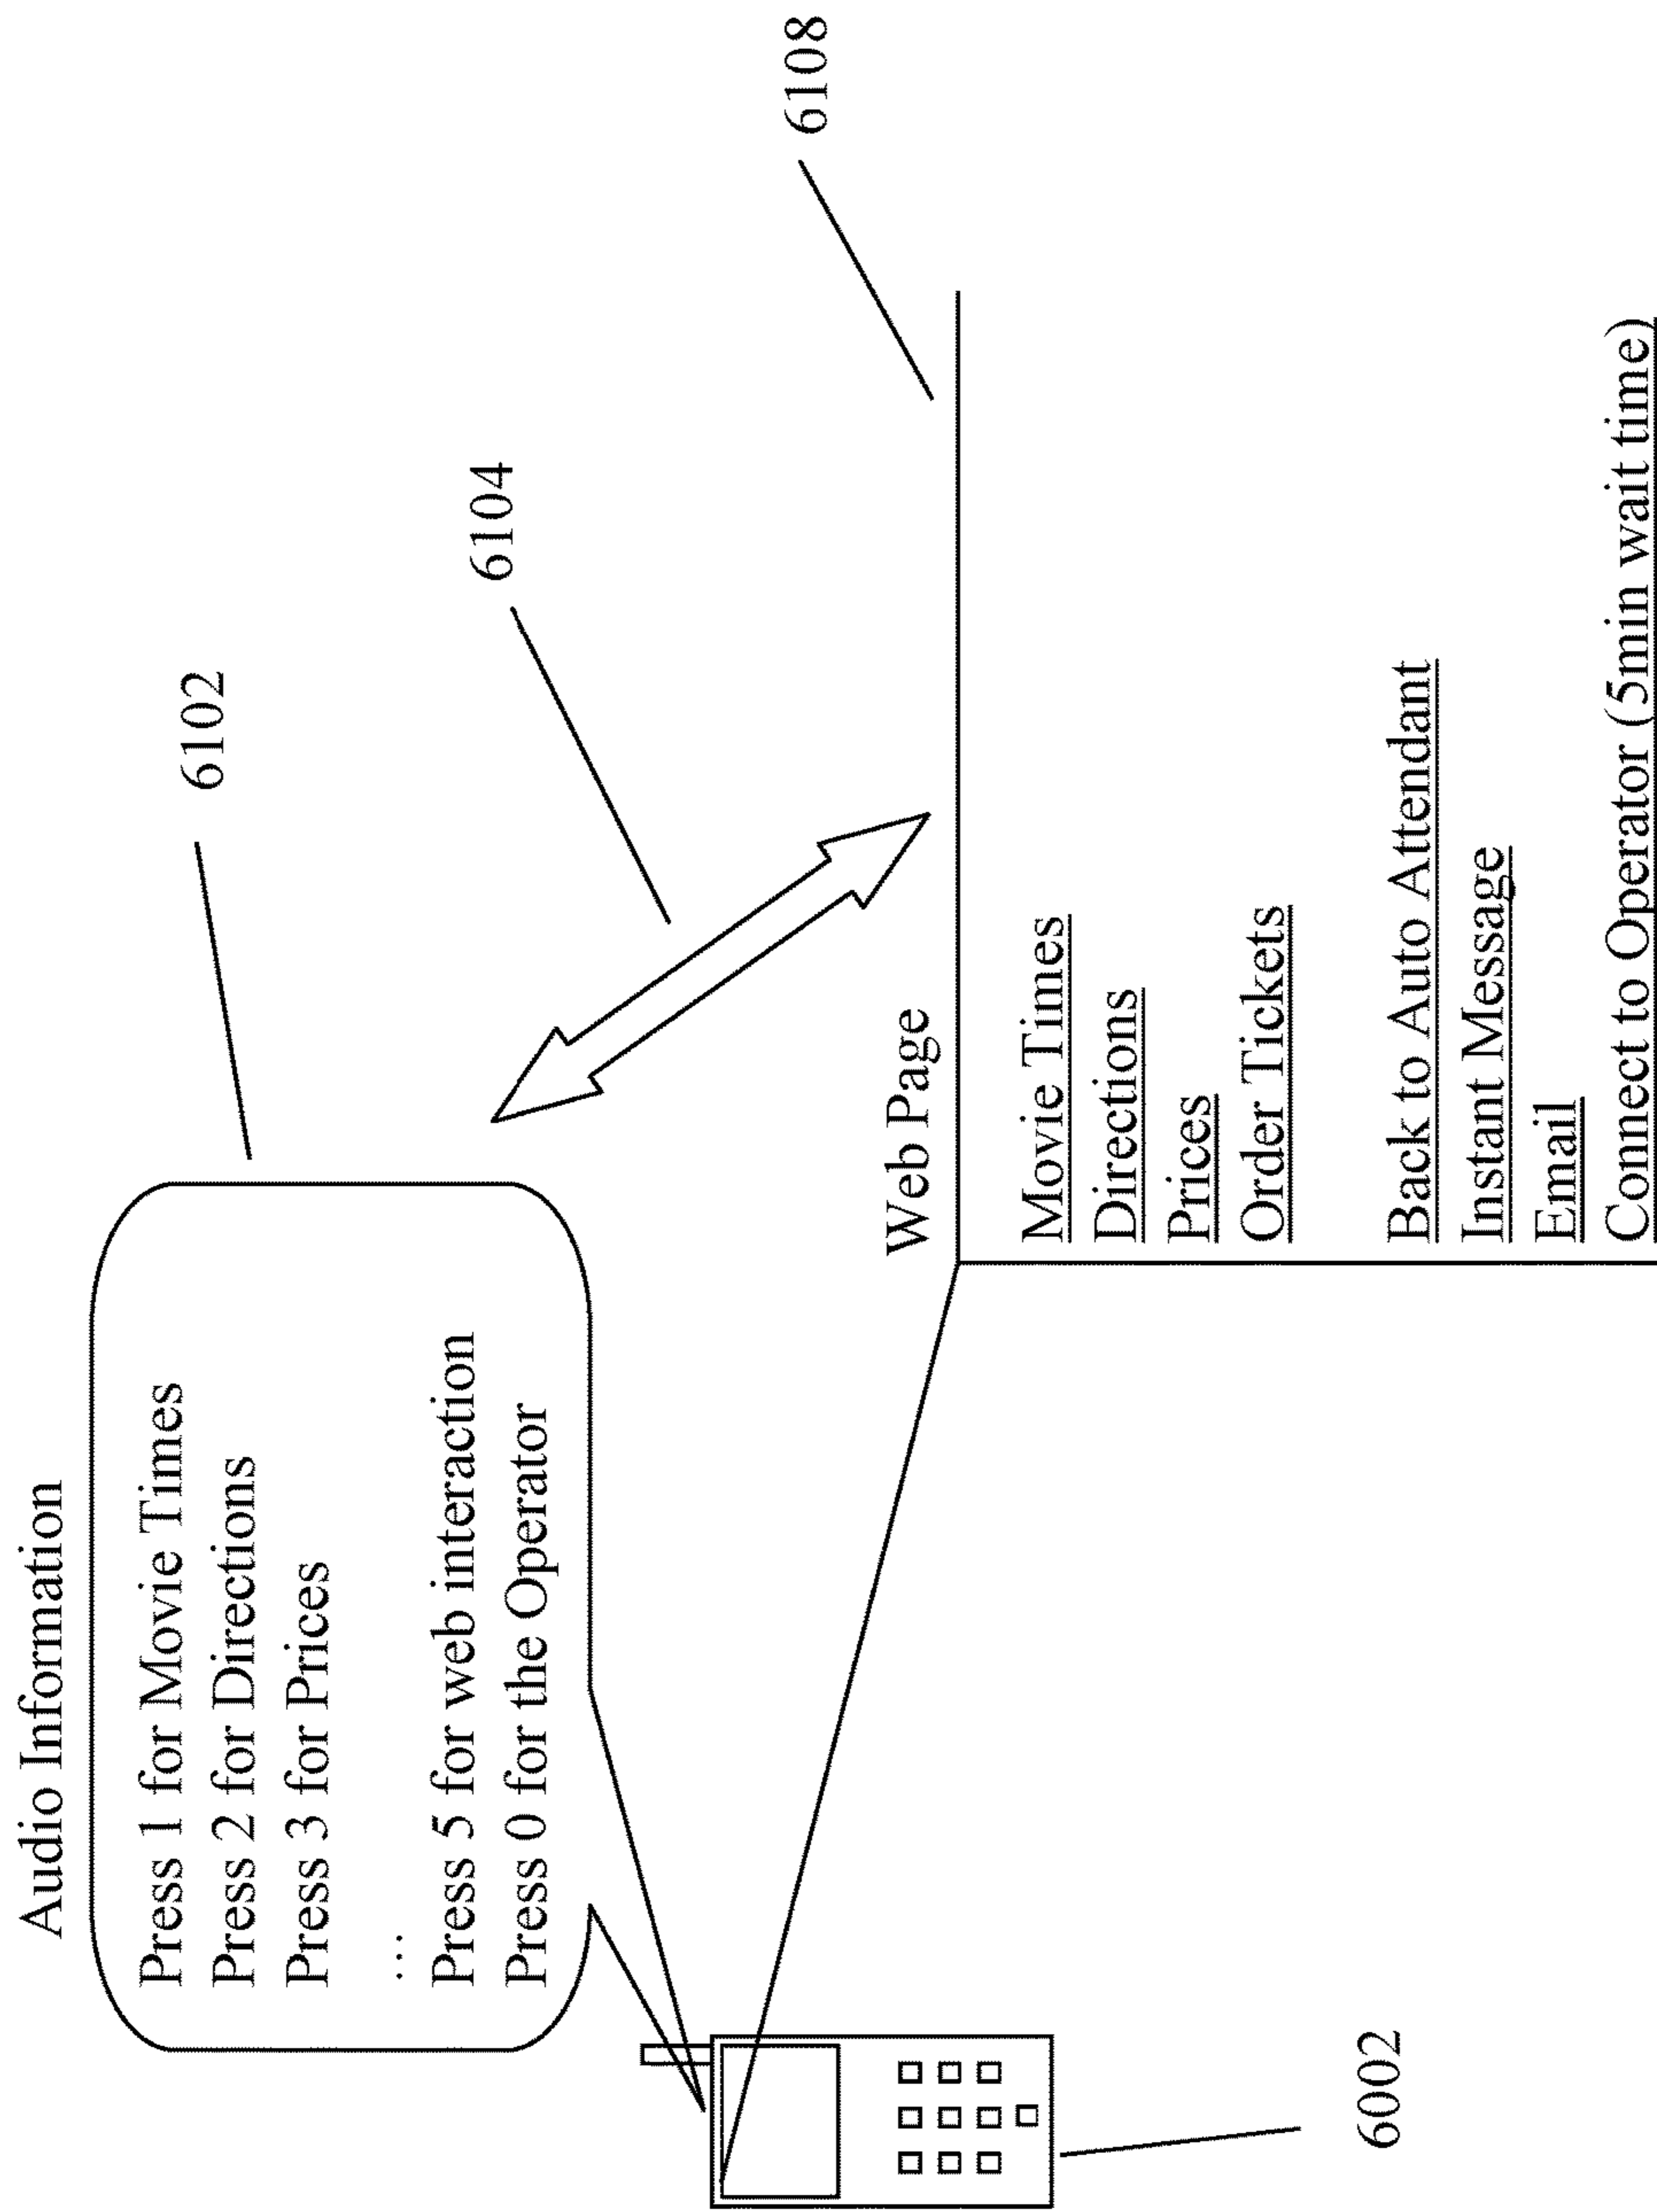 Audio Information
Press 1 for Movie Times
Press 2 for Directions
Press 3 for Prices
...
Press 5 for web interaction
Press 0 for the Operator
6102
6104
6108
6002
Web Page
Movie Times
Directions
Prices
Order Tickets
Back to Auto Attendant
Instant Message
Email
Connect to Operator (5min wait time)